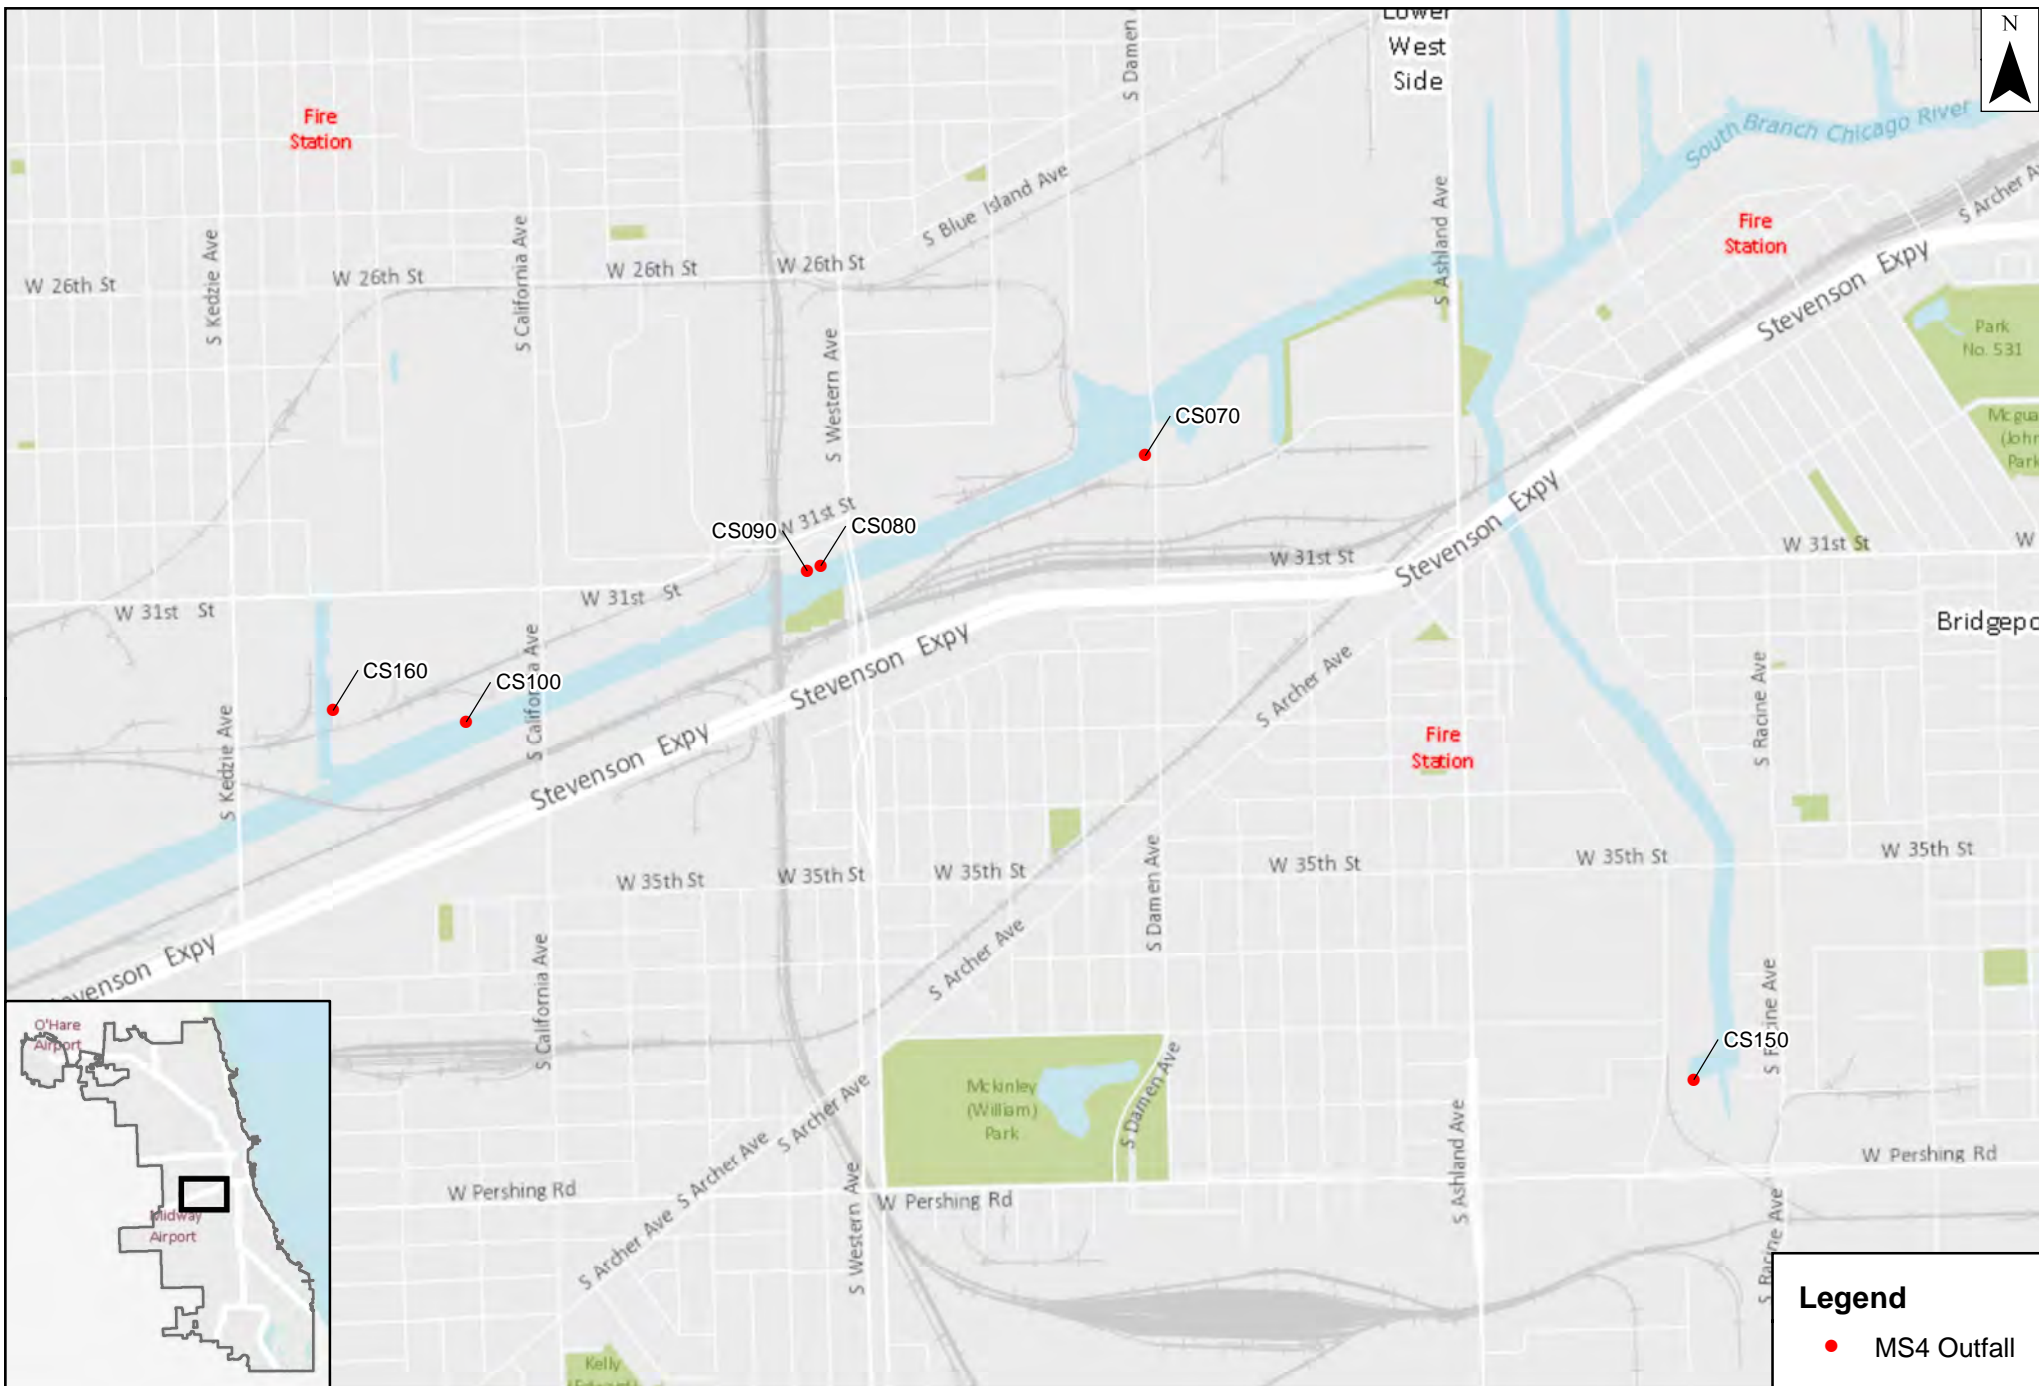 Lower
West
Side
N
S Damen
Fire
Station
South Branch Chicago River
S Archer
S Blue Island Ave
S Ashland Ave
Fire
Station
S Kedzie Ave
S California Ave
W 26th St
W 26th St
W 26th St
W 26th St
Stevenson Expy
Park
No. 531
S Western Ave
CS070
(John
Park
W 31st St
CS090
CS080
Stevenson Expy
W 31st St
W 31st St
W
W 31st St
W 31st St
Stevenson Expy
S California Ave
S Racine Ave
CS160
CS100
S Archer Ave
S Kedzie Ave
Stevenson Expy
Fire
Station
W 35th St
W 35th St
W 35th St
W 35th St
W 35th St
W 35th St
S Damen Ave
S Archer Ave
Expy
S California Ave
CS150
O'Hare
Airport
Mckinley
(William)
Park
S Damen Ave
S Archer Ave
S Archer Ave
S Archer Ave
S Ashland Ave
W Pershing Rd
W Pershing Rd
W Pershing Rd
S Western Ave
S Racine Ave
Midway
Airport
Kelly
Legend
MS4 Outfall